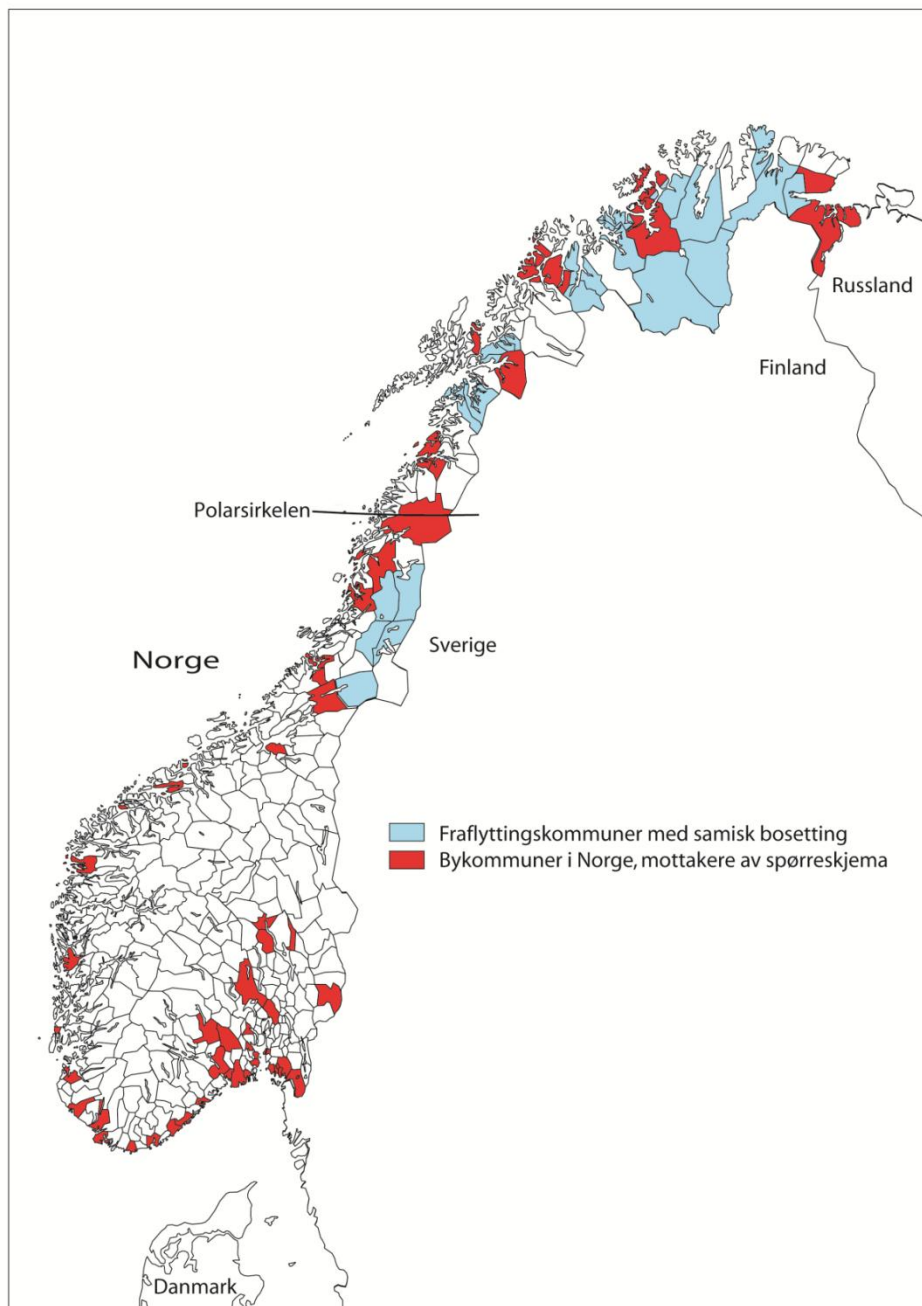 Russland
Finland
Polarsirkelen
Sverige
Norge
Fraflyttingskommuner med samisk bosetting
Bykommuner i Norge, mottakere av spørreskjema
Danmark